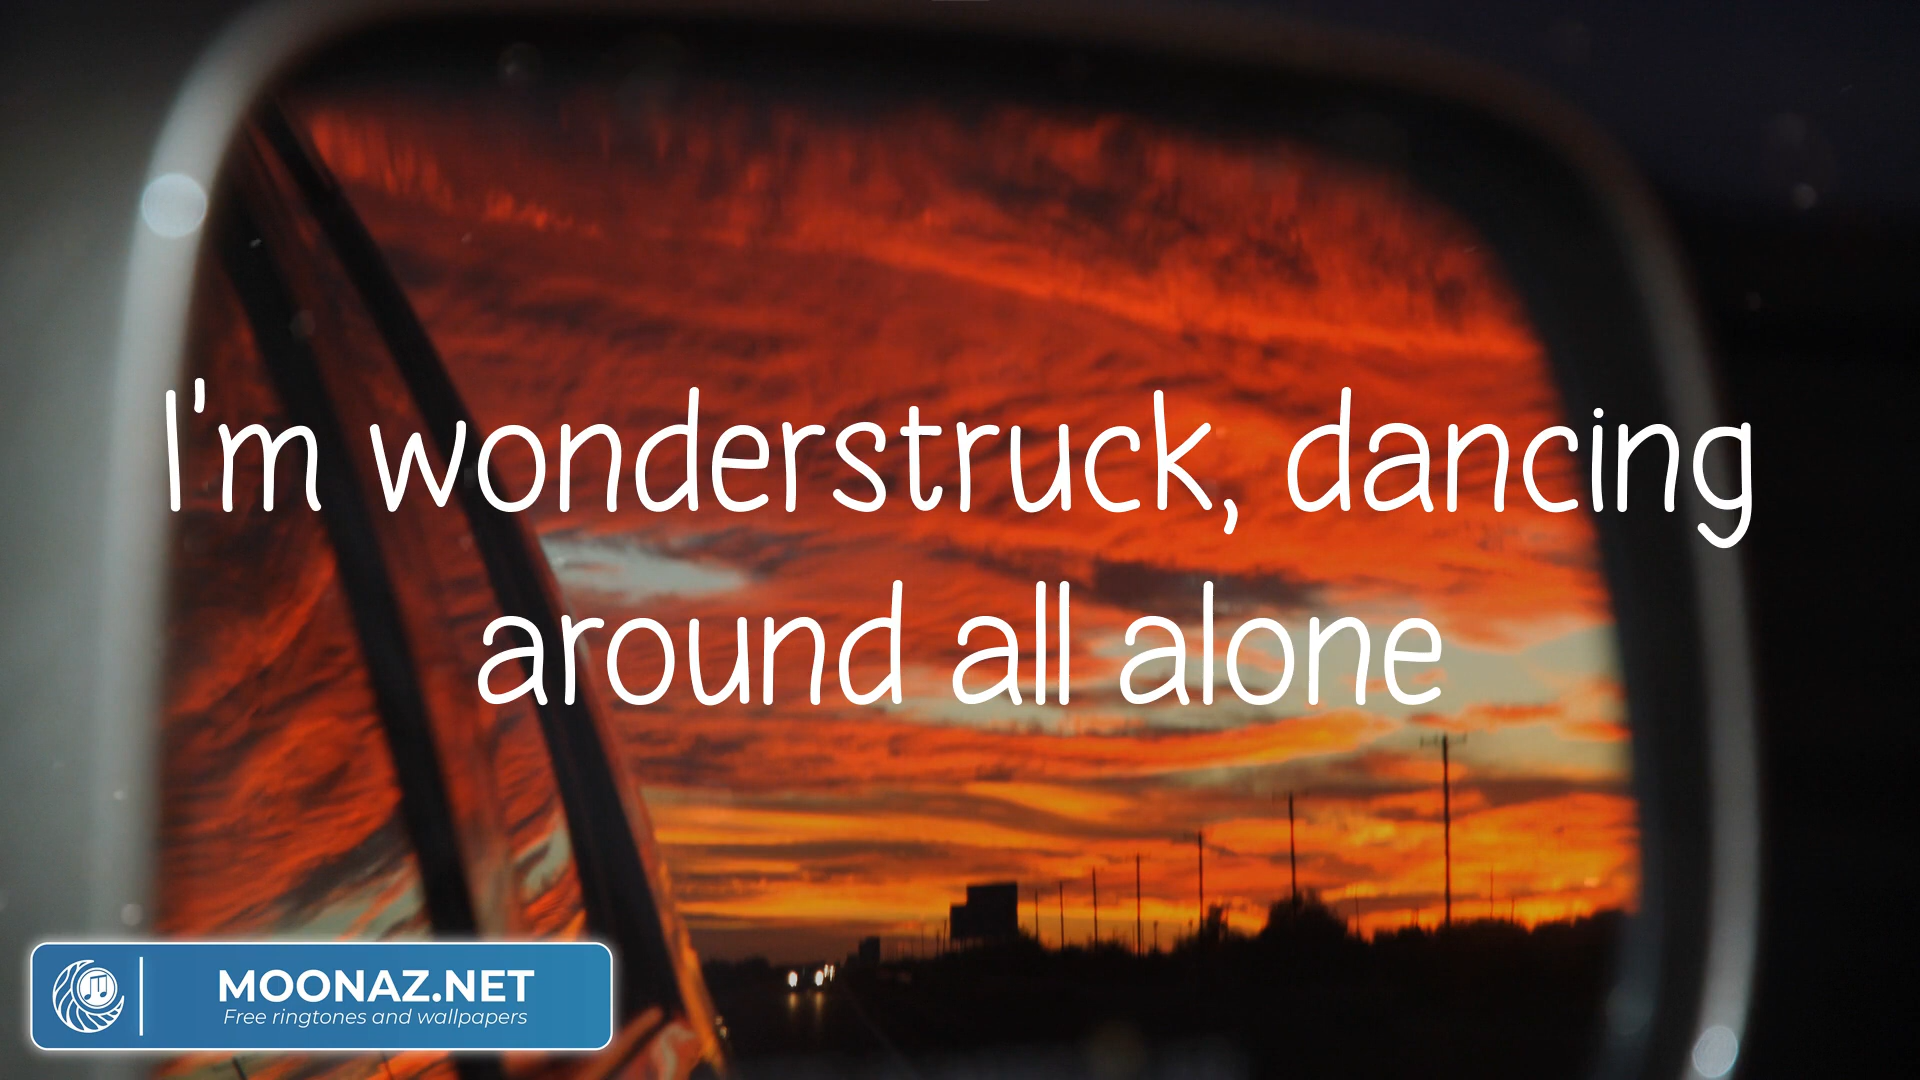 I'm wonderstruck, dancing
around all alone
MOONAZ.NET
Free ringtones and wallpapers